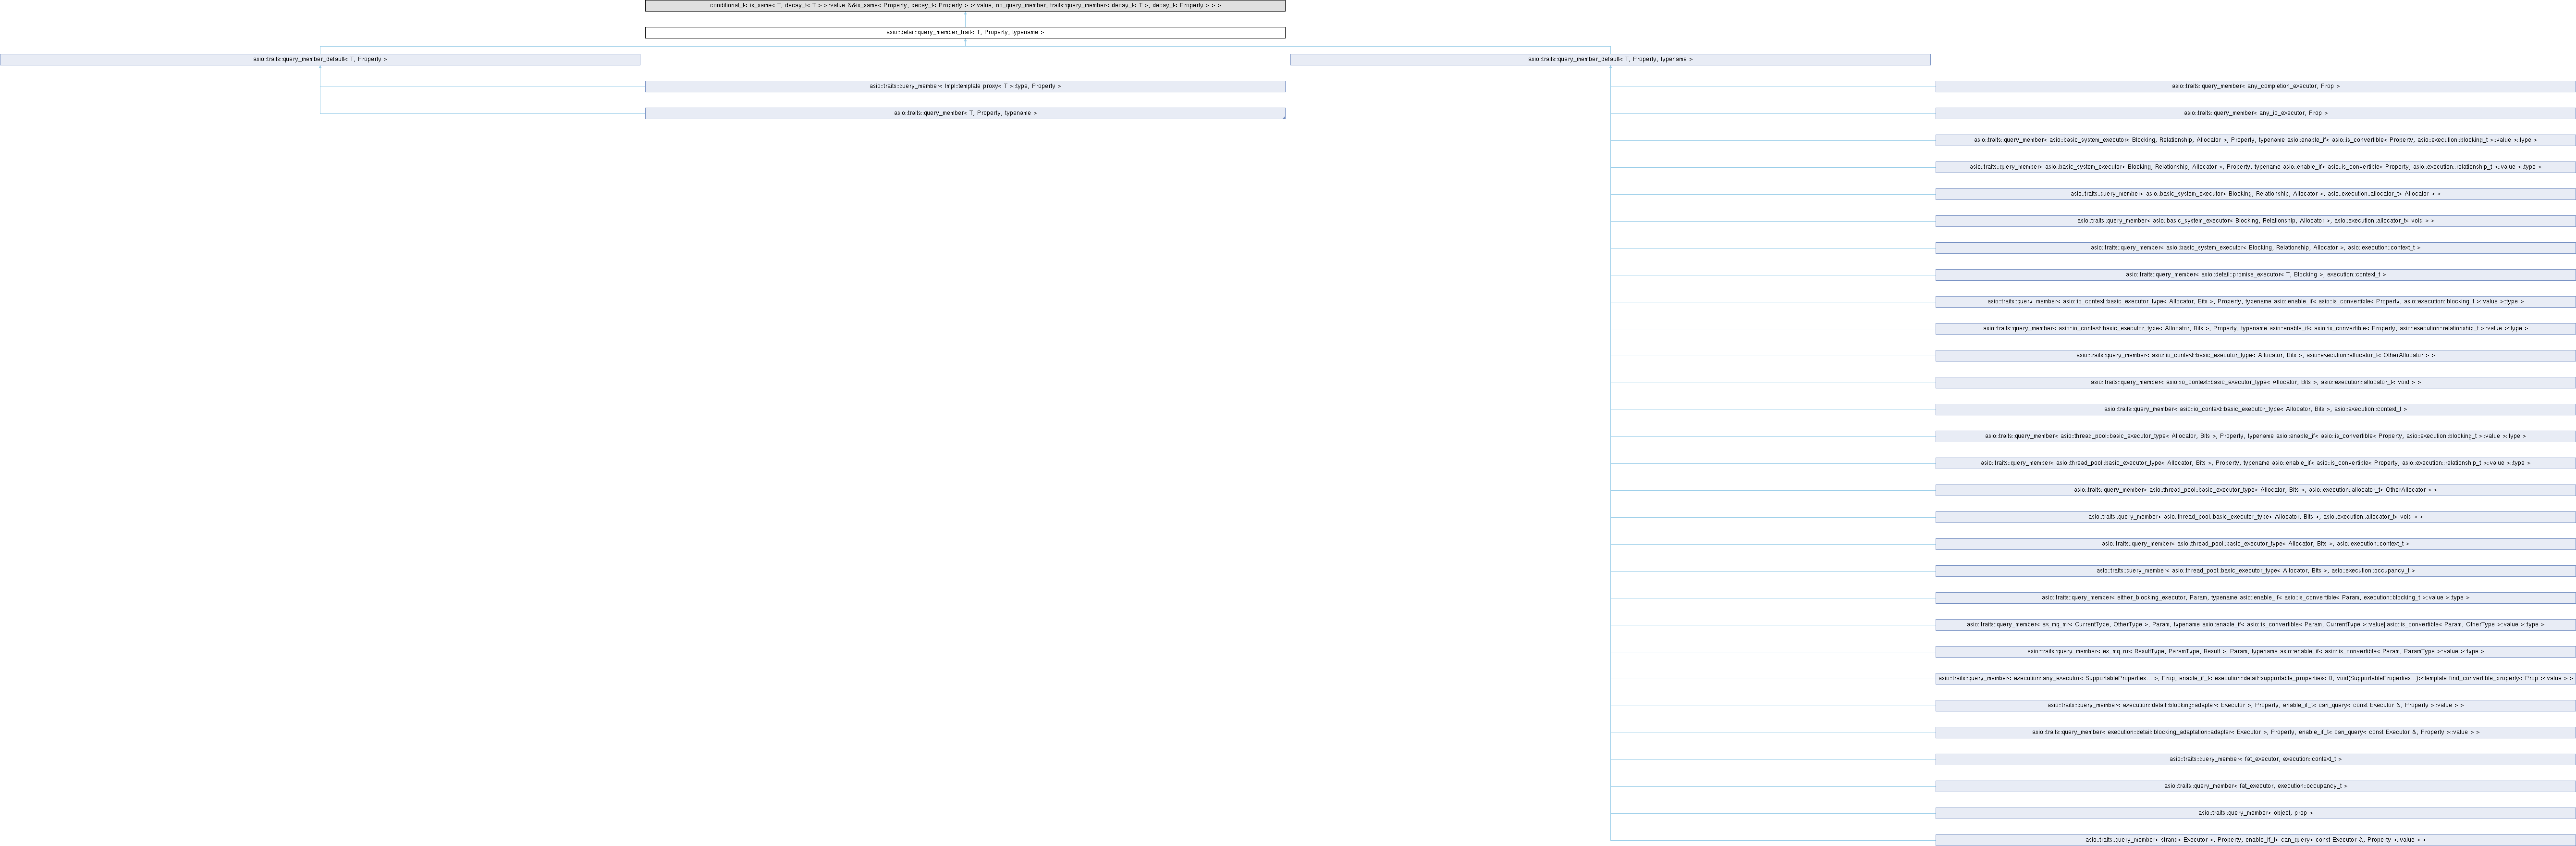 conditional_t< is_same< T, decay_t< T > >::value &&is_same< Property, decay_t< Property > >::value, no_query_member, traits::query_member< decay_t< T >, decay_t< Property > > >
asio::detail::query_member_trait< T, Property, typename >
asio::traits::query_member_default< T, Property >
asio::traits::query_member_default< T, Property, typename >
asio::traits::query_member< Impl::template proxy< T >::type, Property >
asio::traits::query_member< any_completion_executor, Prop >
asio::traits::query_member< T, Property, typename >
asio::traits::query_member< any_io_executor, Prop >
asio::traits::query_member< asio::basic_system_executor< Blocking, Relationship, Allocator >, Property, typename asio::enable_if< asio::is_convertible< Property, asio::execution::blocking_t >::value >::type >
asio::traits::query_member< asio::basic_system_executor< Blocking, Relationship, Allocator >, Property, typename asio::enable_if< asio::is_convertible< Property, asio::execution::relationship_t >::value >::type >
asio::traits::query_member< asio::basic_system_executor< Blocking, Relationship, Allocator >, asio::execution::allocator_t< Allocator > >
asio::traits::query_member< asio::basic_system_executor< Blocking, Relationship, Allocator >, asio::execution::allocator_t< void > >
asio::traits::query_member< asio::basic_system_executor< Blocking, Relationship, Allocator >, asio::execution::context_t >
asio::traits::query_member< asio::detail::promise_executor< T, Blocking >, execution::context_t >
asio::traits::query_member< asio::io_context::basic_executor_type< Allocator, Bits >, Property, typename asio::enable_if< asio::is_convertible< Property, asio::execution::blocking_t >::value >::type >
asio::traits::query_member< asio::io_context::basic_executor_type< Allocator, Bits >, Property, typename asio::enable_if< asio::is_convertible< Property, asio::execution::relationship_t >::value >::type >
asio::traits::query_member< asio::io_context::basic_executor_type< Allocator, Bits >, asio::execution::allocator_t< OtherAllocator > >
asio::traits::query_member< asio::io_context::basic_executor_type< Allocator, Bits >, asio::execution::allocator_t< void > >
asio::traits::query_member< asio::io_context::basic_executor_type< Allocator, Bits >, asio::execution::context_t >
asio::traits::query_member< asio::thread_pool::basic_executor_type< Allocator, Bits >, Property, typename asio::enable_if< asio::is_convertible< Property, asio::execution::blocking_t >::value >::type >
asio::traits::query_member< asio::thread_pool::basic_executor_type< Allocator, Bits >, Property, typename asio::enable_if< asio::is_convertible< Property, asio::execution::relationship_t >::value >::type >
asio::traits::query_member< asio::thread_pool::basic_executor_type< Allocator, Bits >, asio::execution::allocator_t< OtherAllocator > >
asio::traits::query_member< asio::thread_pool::basic_executor_type< Allocator, Bits >, asio::execution::allocator_t< void > >
asio::traits::query_member< asio::thread_pool::basic_executor_type< Allocator, Bits >, asio::execution::context_t >
asio::traits::query_member< asio::thread_pool::basic_executor_type< Allocator, Bits >, asio::execution::occupancy_t >
asio::traits::query_member< either_blocking_executor, Param, typename asio::enable_if< asio::is_convertible< Param, execution::blocking_t >::value >::type >
asio::traits::query_member< ex_mq_mr< CurrentType, OtherType >, Param, typename asio::enable_if< asio::is_convertible< Param, CurrentType >::value||asio::is_convertible< Param, OtherType >::value >::type >
asio::traits::query_member< ex_mq_nr< ResultType, ParamType, Result >, Param, typename asio::enable_if< asio::is_convertible< Param, ParamType >::value >::type >
asio::traits::query_member< execution::any_executor< SupportableProperties... >, Prop, enable_if_t< execution::detail::supportable_properties< 0, void(SupportableProperties...)>::template find_convertible_property< Prop >::value > >
asio::traits::query_member< execution::detail::blocking::adapter< Executor >, Property, enable_if_t< can_query< const Executor &, Property >::value > >
asio::traits::query_member< execution::detail::blocking_adaptation::adapter< Executor >, Property, enable_if_t< can_query< const Executor &, Property >::value > >
asio::traits::query_member< fat_executor, execution::context_t >
asio::traits::query_member< fat_executor, execution::occupancy_t >
asio::traits::query_member< object, prop >
asio::traits::query_member< strand< Executor >, Property, enable_if_t< can_query< const Executor &, Property >::value > >